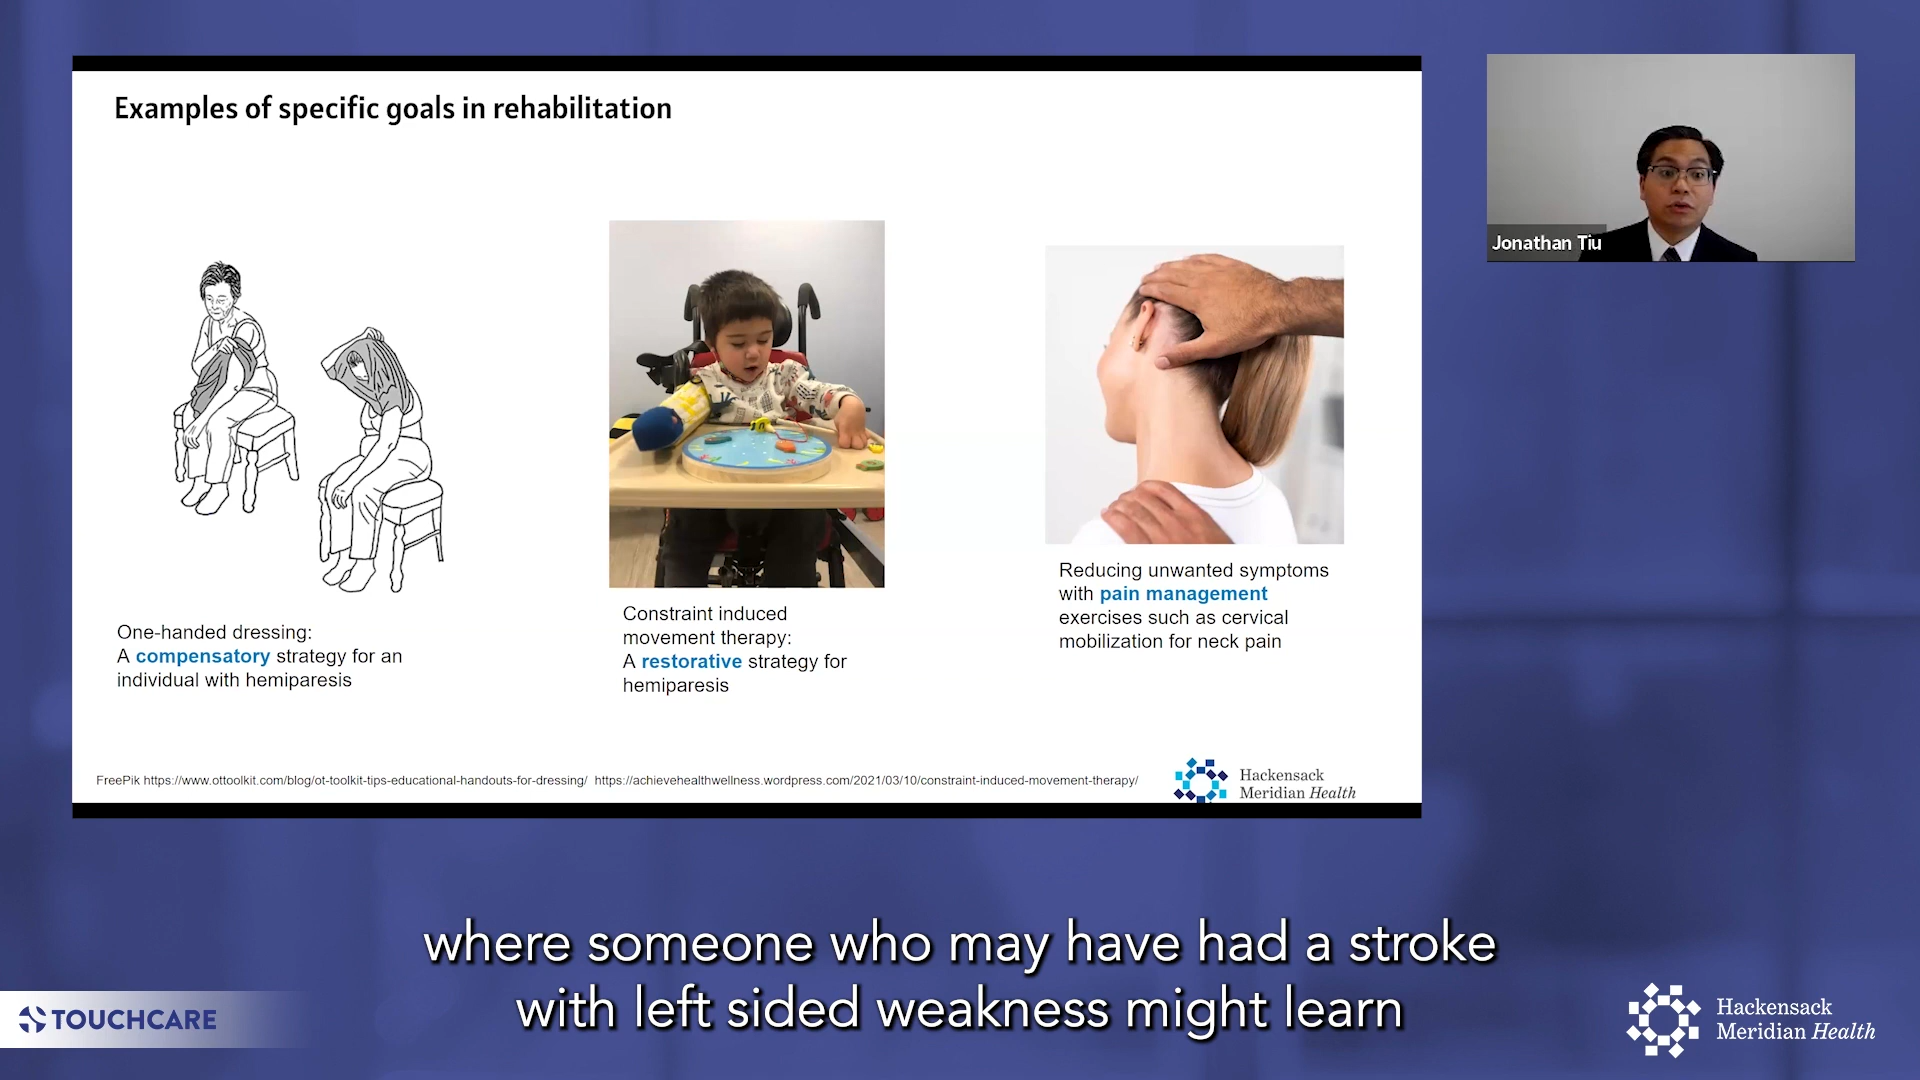 Examples of specific goals in rehabilitation
Jonathan Tiu
One-handed dressing:
A compensatory strategy for an
individual with hemiparesis
Constraint induced
movement therapy:
A restorative strategy for
hemiparesis
Reducing unwanted symptoms
with pain management
exercises such as cervical
mobilization for neck pain
FreePik https://www.ottoolkit.com/blog/ot-toolkit-tips-educational-handouts-for-dressing/ https://achievehealthwellness.wordpress.com/2021/03/10/constraint-induced-movement-therapy/
Hackensack
Meridian Health
where someone who may have had a stroke
with left sided weakness might learn
TOUCHCARE
Hackensack
Meridian Health